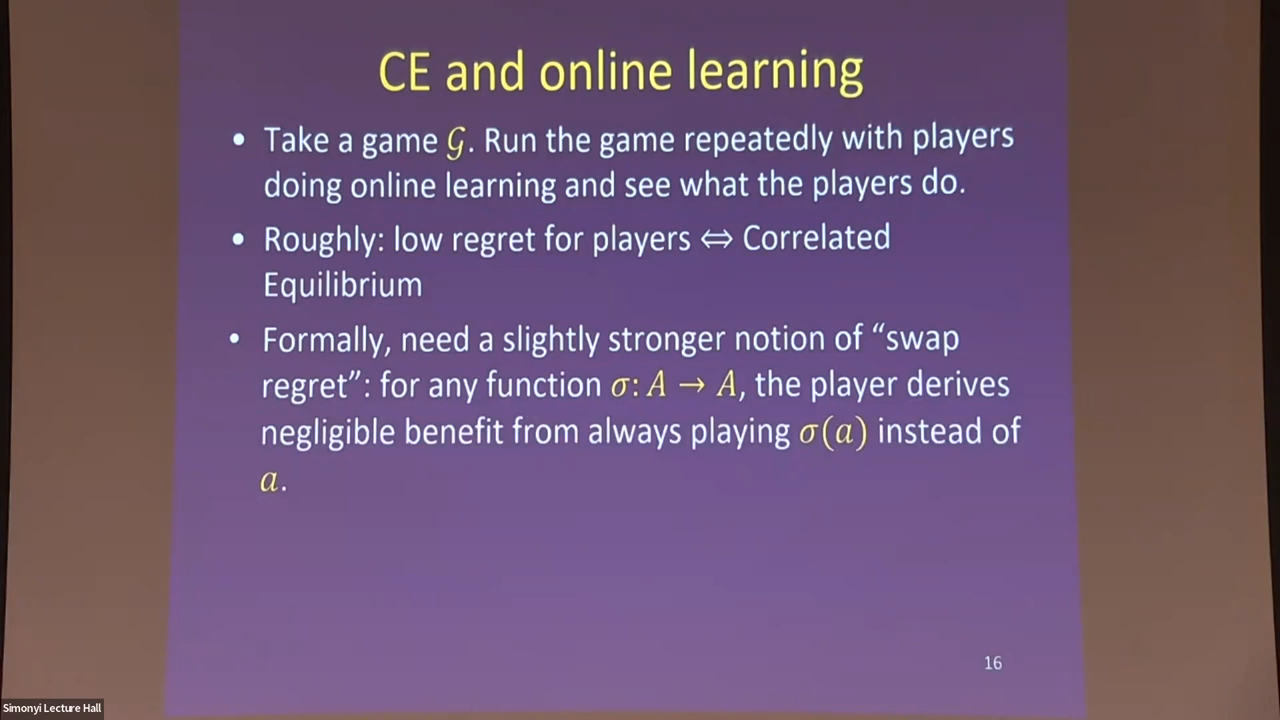 CE and online learning
• Take a game 𝒢. Run the game repeatedly with players
doing online learning and see what the players do.
• Roughly: low regret for players ⇔ Correlated
Equilibrium
• Formally, need a slightly stronger notion of “swap
regret”: for any function σ: A → A, the player derives
negligible benefit from always playing σ(a) instead of
a.
16
Simonyi Lecture Hall